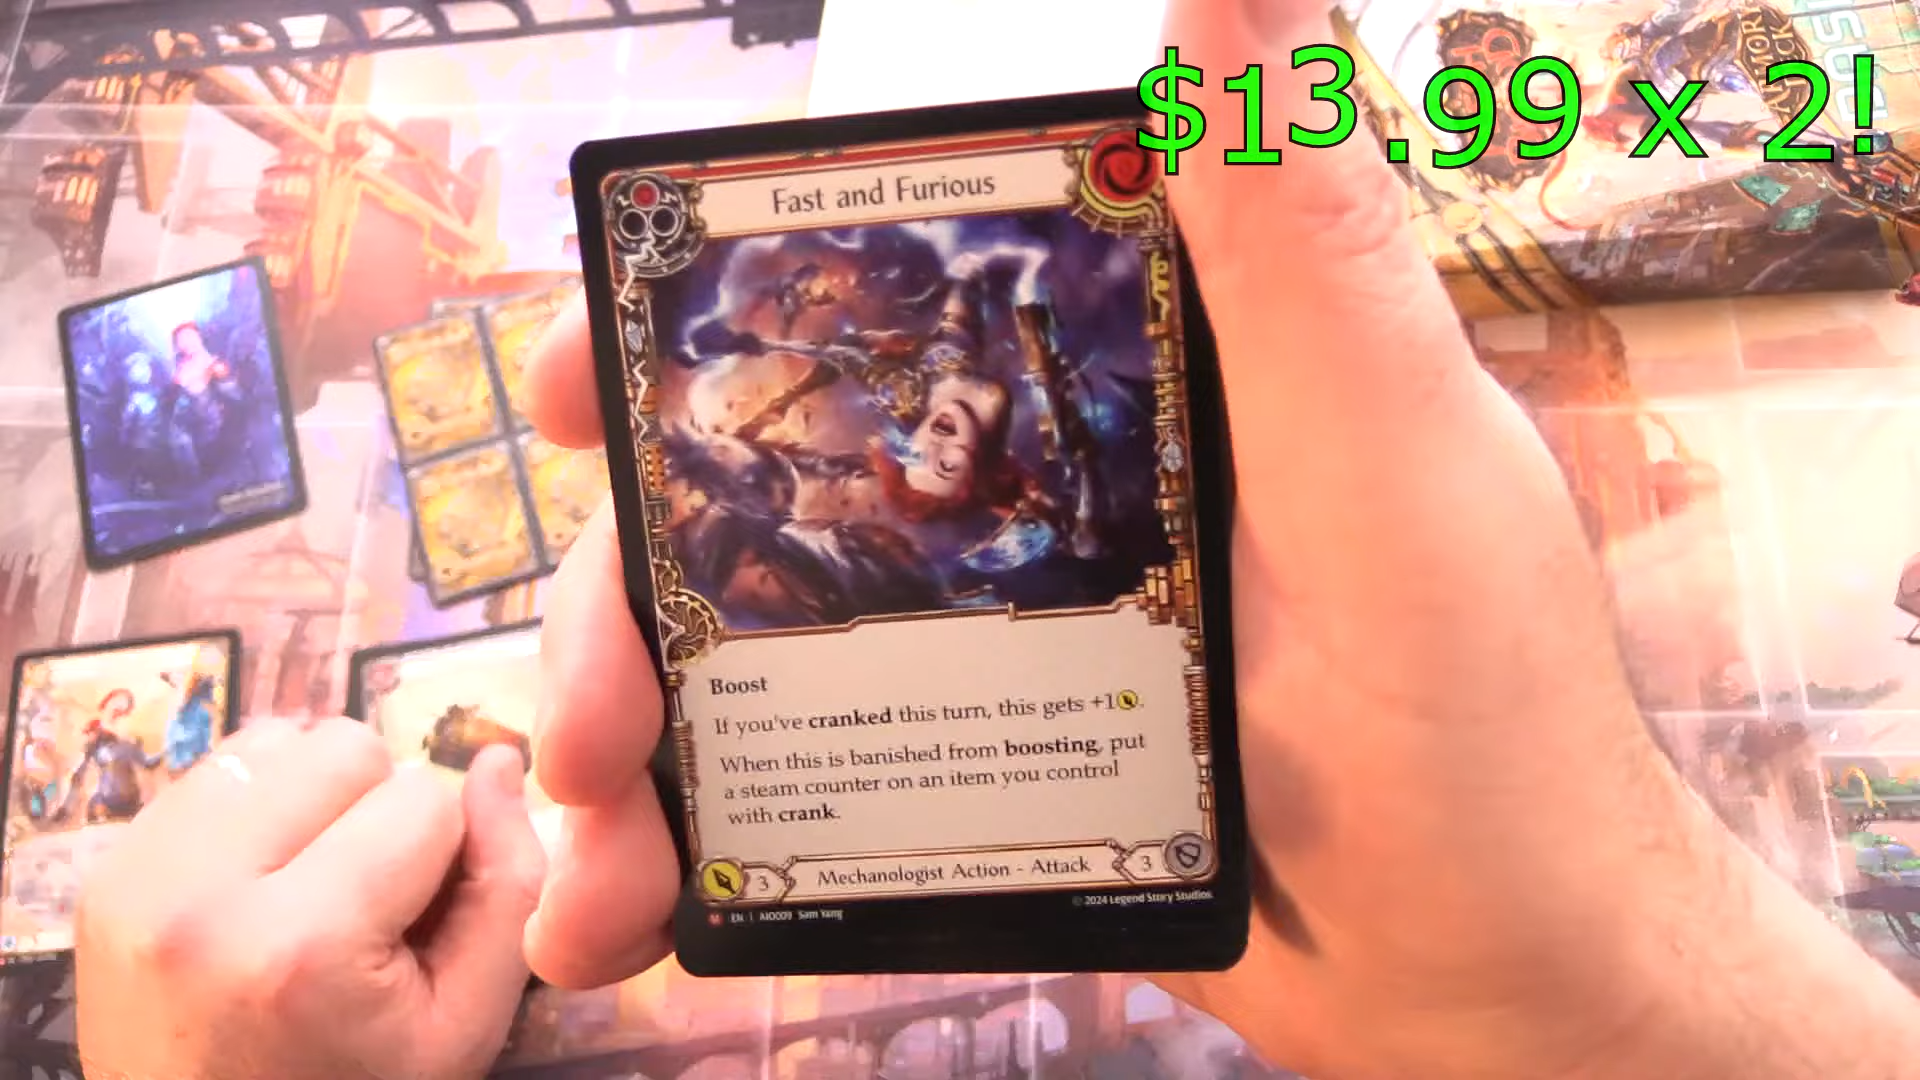 $13.99 x 2!
ARMOR
DECK
Fast and Furious
Boost
If you've cranked this turn, this gets +1
When this is banished from boosting, put
a steam counter on an item you control
with crank.
3 Mechanologist Action - Attack 3
M EN | AIO009 Sam Yang
© 2024 Legend Story Studios